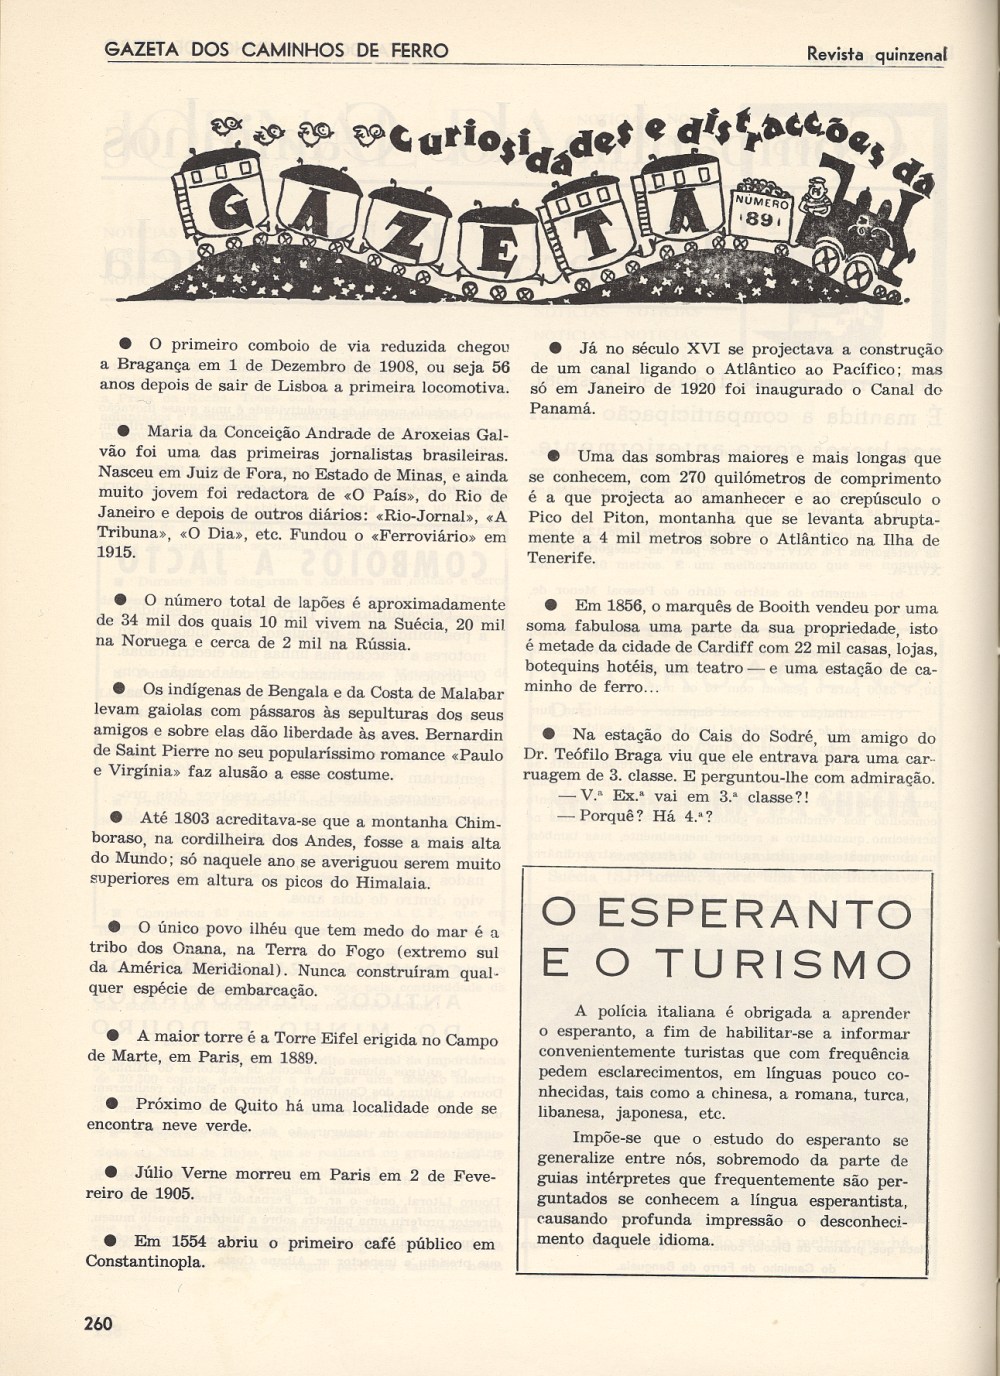 GAZETA DOS CAMINHOS DE FERRO
Revista quinzenal
Curiosidades e distracções da
GAZETA
NÚMERO
89
● O primeiro comboio de via reduzida chegou
a Bragança em 1 de Dezembro de 1908, ou seja 56
anos depois de sair de Lisboa a primeira locomotiva.
● Maria da Conceição Andrade de Aroxeias Gal-
vão foi uma das primeiras jornalistas brasileiras.
Nasceu em Juiz de Fora, no Estado de Minas, e ainda
muito jovem foi redactora de «O País», do Rio de
Janeiro e depois de outros diários: «Rio-Jornal», «A
Tribuna», «O Dia», etc. Fundou o «Ferroviário» em
1915.
● O número total de lapões é aproximadamente
de 34 mil dos quais 10 mil vivem na Suécia, 20 mil
na Noruega e cerca de 2 mil na Rússia.
● Os indígenas de Bengala e da Costa de Malabar
levam gaiolas com pássaros às sepulturas dos seus
amigos e sobre elas dão liberdade às aves. Bernardin
de Saint Pierre no seu popularíssimo romance «Paulo
e Virgínia» faz alusão a esse costume.
● Até 1803 acreditava-se que a montanha Chim-
boraso, na cordilheira dos Andes, fosse a mais alta
do Mundo; só naquele ano se averiguou serem muito
superiores em altura os picos do Himalaia.
● O único povo ilhéu que tem medo do mar é a
tribo dos Onana, na Terra do Fogo (extremo sul
da América Meridional). Nunca construíram qual-
quer espécie de embarcação.
● A maior torre é a Torre Eifel erigida no Campo
de Marte, em Paris, em 1889.
● Próximo de Quito há uma localidade onde se
encontra neve verde.
● Júlio Verne morreu em Paris em 2 de Feve-
reiro de 1905.
● Em 1554 abriu o primeiro café público em
Constantinopla.
● Já no século XVI se projectava a construção
de um canal ligando o Atlântico ao Pacífico; mas
só em Janeiro de 1920 foi inaugurado o Canal do
Panamá.
● Uma das sombras maiores e mais longas que
se conhecem, com 270 quilómetros de comprimento
é a que projecta ao amanhecer e ao crepúsculo o
Pico del Piton, montanha que se levanta abrupta-
mente a 4 mil metros sobre o Atlântico na Ilha de
Tenerife.
● Em 1856, o marquês de Booith vendeu por uma
soma fabulosa uma parte da sua propriedade, isto
é metade da cidade de Cardiff com 22 mil casas, lojas,
botequins hotéis, um teatro — e uma estação de ca-
minho de ferro...
● Na estação do Cais do Sodré, um amigo do
Dr. Teófilo Braga viu que ele entrava para uma car-
ruagem de 3. classe. E perguntou-lhe com admiração.
— V.ª Ex.ª vai em 3.ª classe?!
— Porquê? Há 4.ª?
O ESPERANTO
E O TURISMO
A polícia italiana é obrigada a aprender
o esperanto, a fim de habilitar-se a informar
convenientemente turistas que com frequência
pedem esclarecimentos, em línguas pouco co-
nhecidas, tais como a chinesa, a romana, turca,
libanesa, japonesa, etc.
Impõe-se que o estudo do esperanto se
generalize entre nós, sobremodo da parte de
guias intérpretes que frequentemente são per-
guntados se conhecem a língua esperantista,
causando profunda impressão o desconheci-
mento daquele idioma.
260